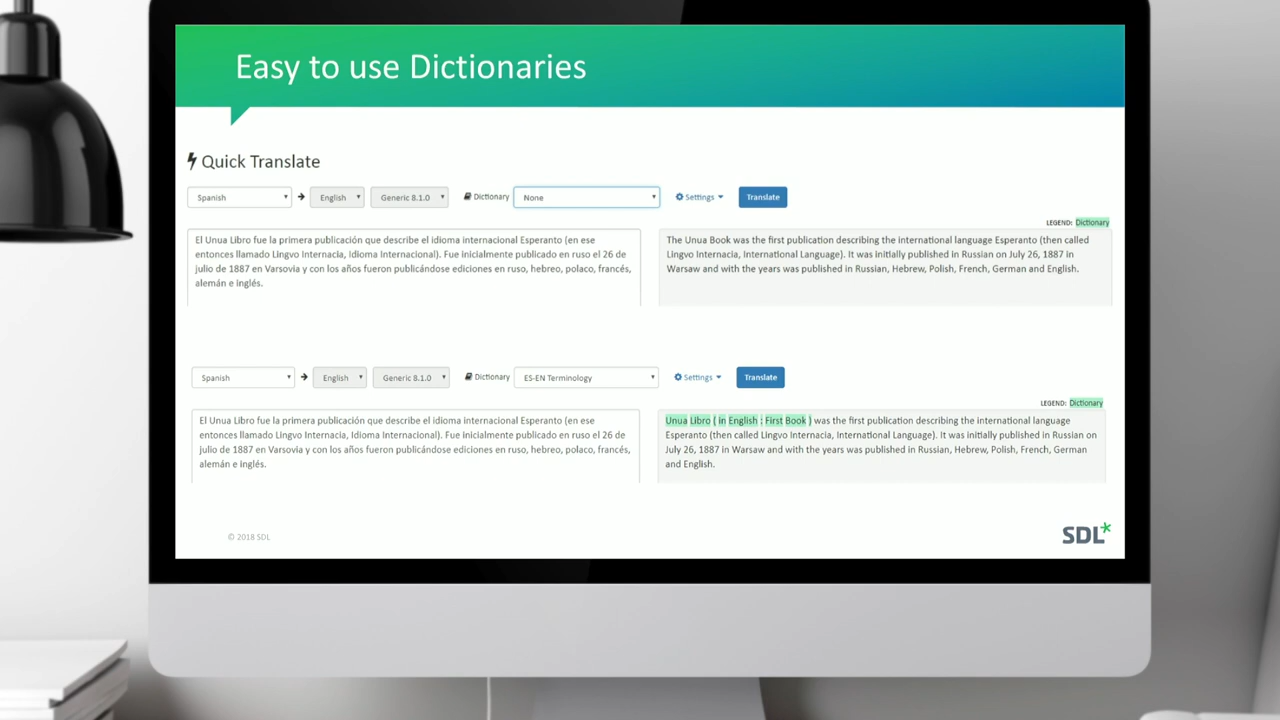 Easy to use Dictionaries
Quick Translate
Spanish English Generic 8.1.0 Dictionary None Settings Translate
LEGEND: Dictionary
El Unua Libro fue la primera publicación que describe el idioma internacional Esperanto (en ese
entonces llamado Lingvo Internacia, Idioma Internacional). Fue inicialmente publicado en ruso el 26 de
julio de 1887 en Varsovia y con los años fueron publicándose ediciones en ruso, hebreo, polaco, francés,
alemán e inglés.
The Unua Book was the first publication describing the international language Esperanto (then called
Lingvo Internacia, International Language). It was initially published in Russian on July 26, 1887 in
Warsaw and with the years was published in Russian, Hebrew, Polish, French, German and English.
Spanish English Generic 8.1.0 Dictionary ES-EN Terminology Settings Translate
LEGEND: Dictionary
El Unua Libro fue la primera publicación que describe el idioma internacional Esperanto (en ese
entonces llamado Lingvo Internacia, Idioma Internacional). Fue inicialmente publicado en ruso el 26 de
julio de 1887 en Varsovia y con los años fueron publicándose ediciones en ruso, hebreo, polaco, francés,
alemán e inglés.
Unua Libro ( in English : First Book ) was the first publication describing the international language
Esperanto (then called Lingvo Internacia, International Language). It was initially published in Russian on
July 26, 1887 in Warsaw and with the years was published in Russian, Hebrew, Polish, French, German
and English.
© 2018 SDL
SDL*